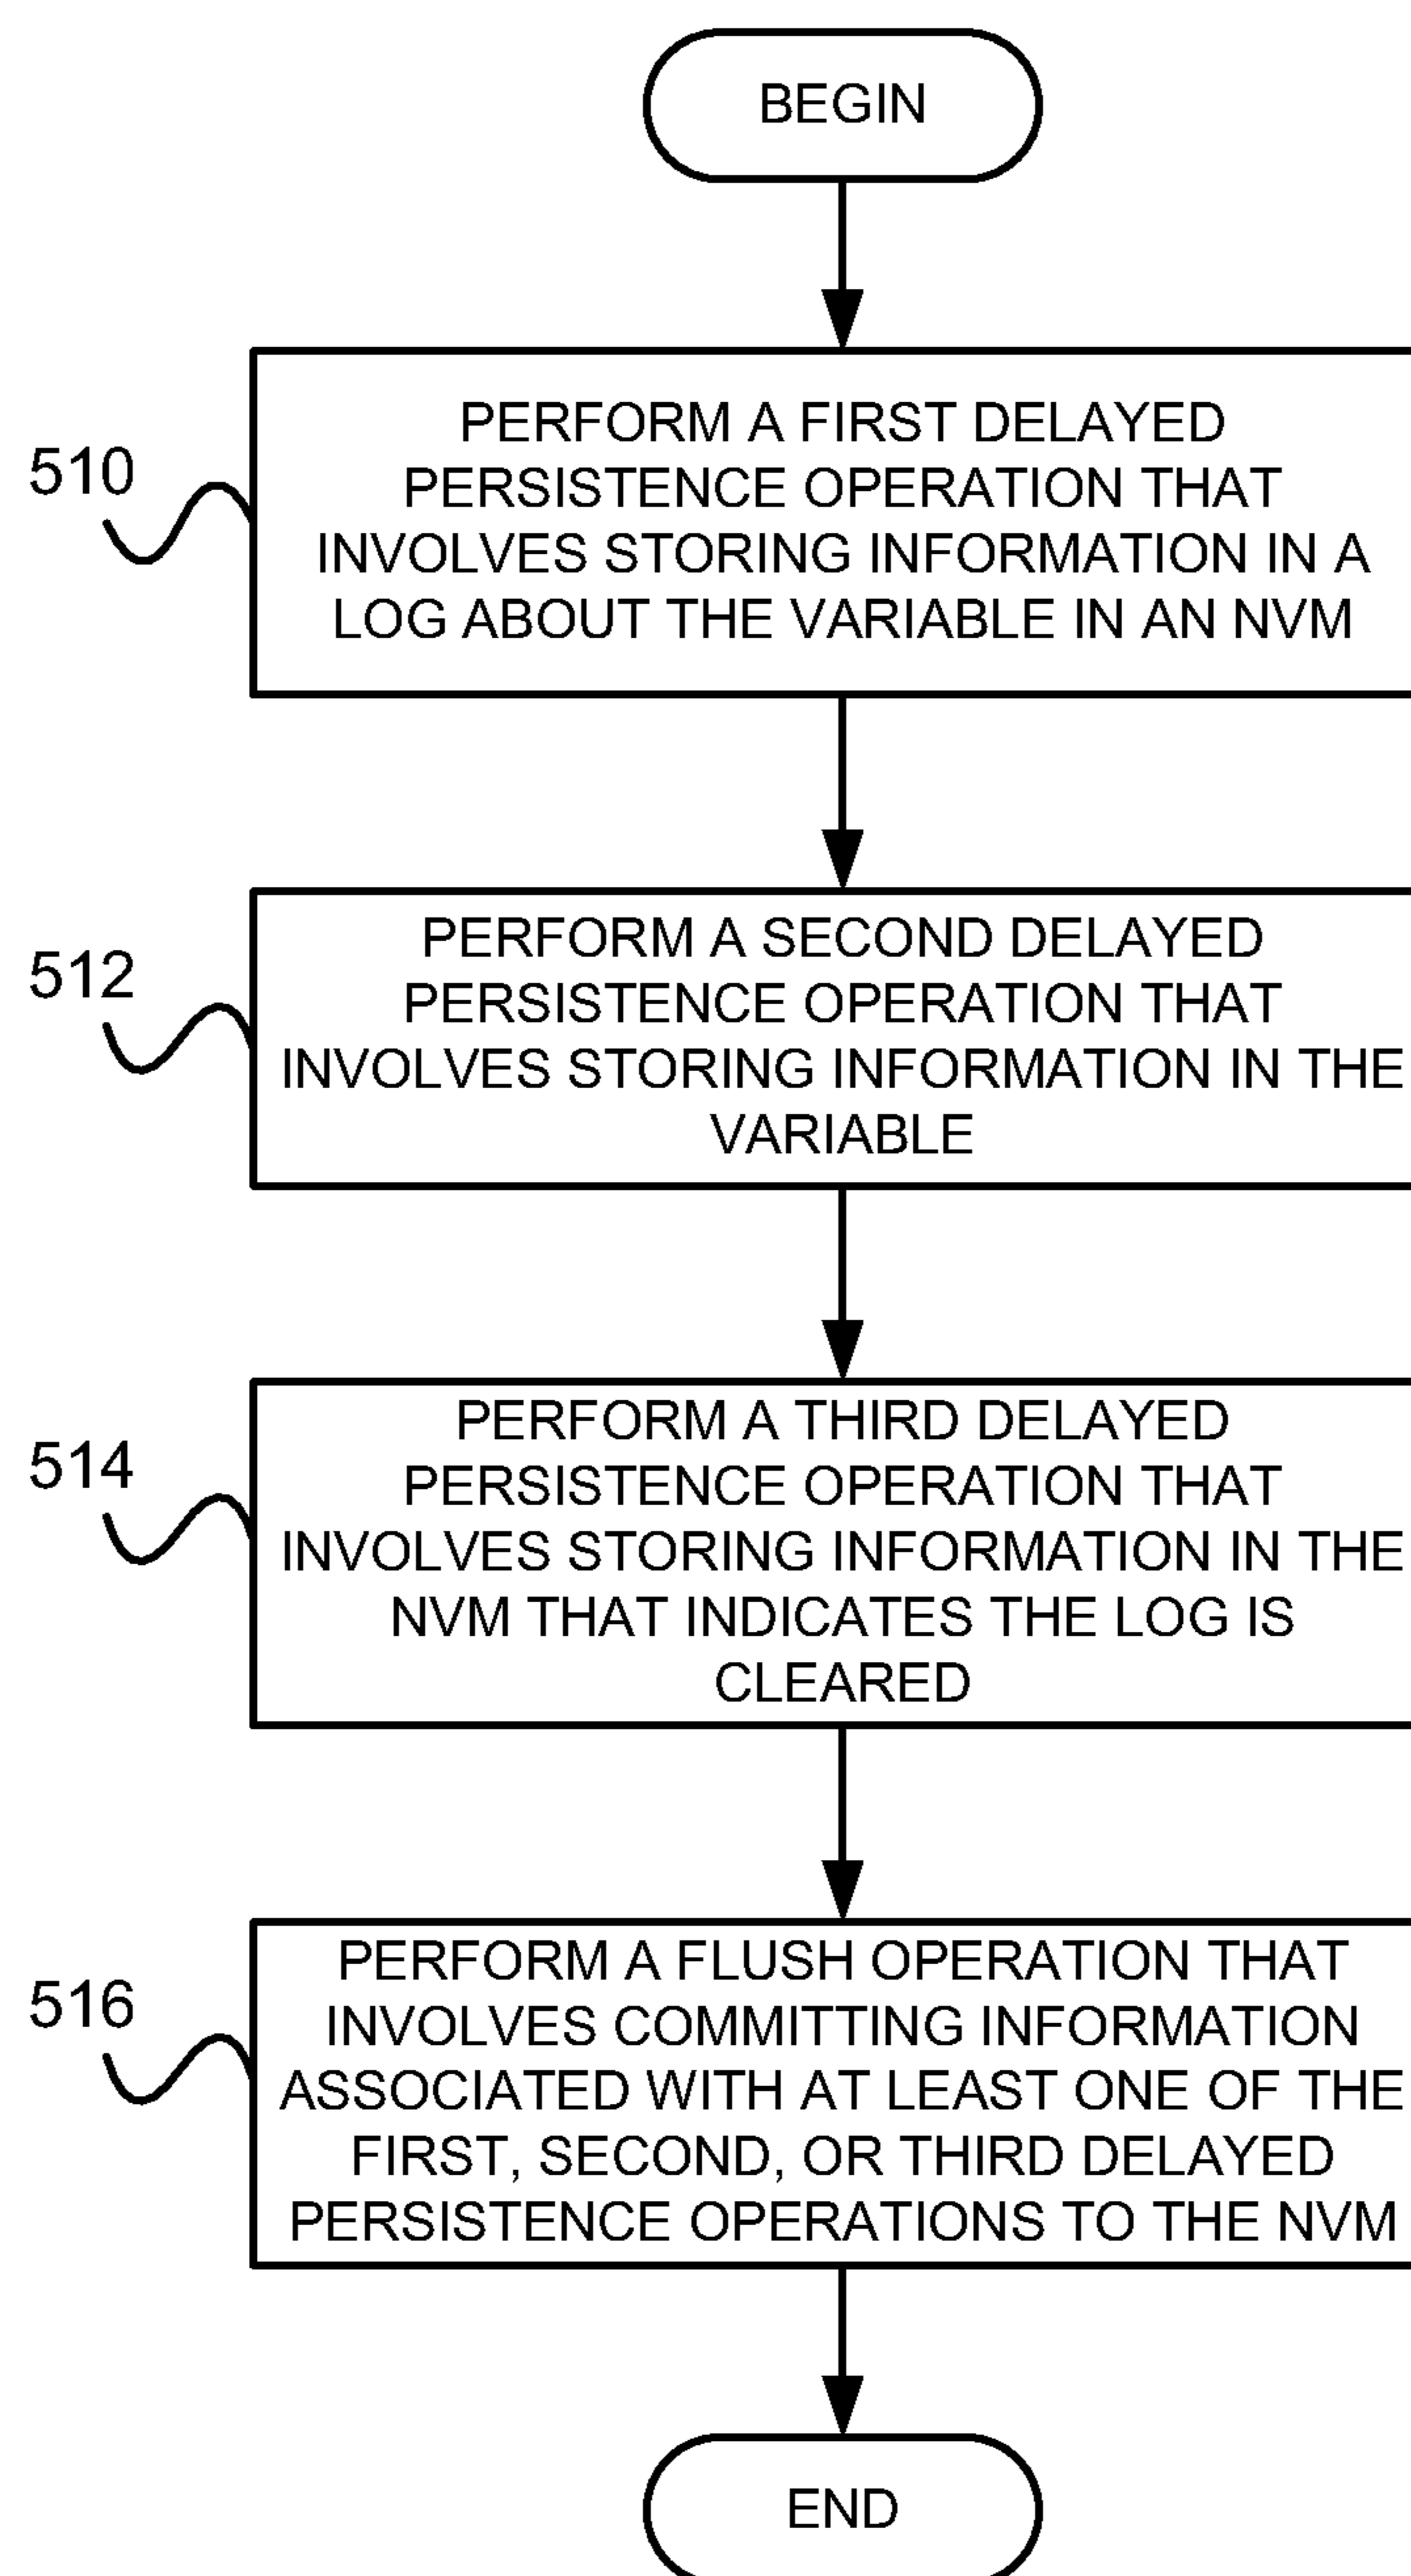 BEGIN
510
PERFORM A FIRST DELAYED
PERSISTENCE OPERATION THAT
INVOLVES STORING INFORMATION IN A
LOG ABOUT THE VARIABLE IN AN NVM
512
PERFORM A SECOND DELAYED
PERSISTENCE OPERATION THAT
INVOLVES STORING INFORMATION IN THE
VARIABLE
514
PERFORM A THIRD DELAYED
PERSISTENCE OPERATION THAT
INVOLVES STORING INFORMATION IN THE
NVM THAT INDICATES THE LOG IS
CLEARED
516
PERFORM A FLUSH OPERATION THAT
INVOLVES COMMITTING INFORMATION
ASSOCIATED WITH AT LEAST ONE OF THE
FIRST, SECOND, OR THIRD DELAYED
PERSISTENCE OPERATIONS TO THE NVM
END